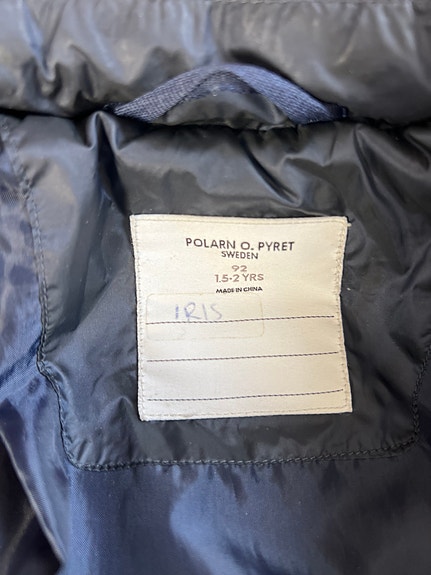 POLARN O. PYRET
SWEDEN
92
1.5-2 YRS
MADE IN CHINA
IRIS